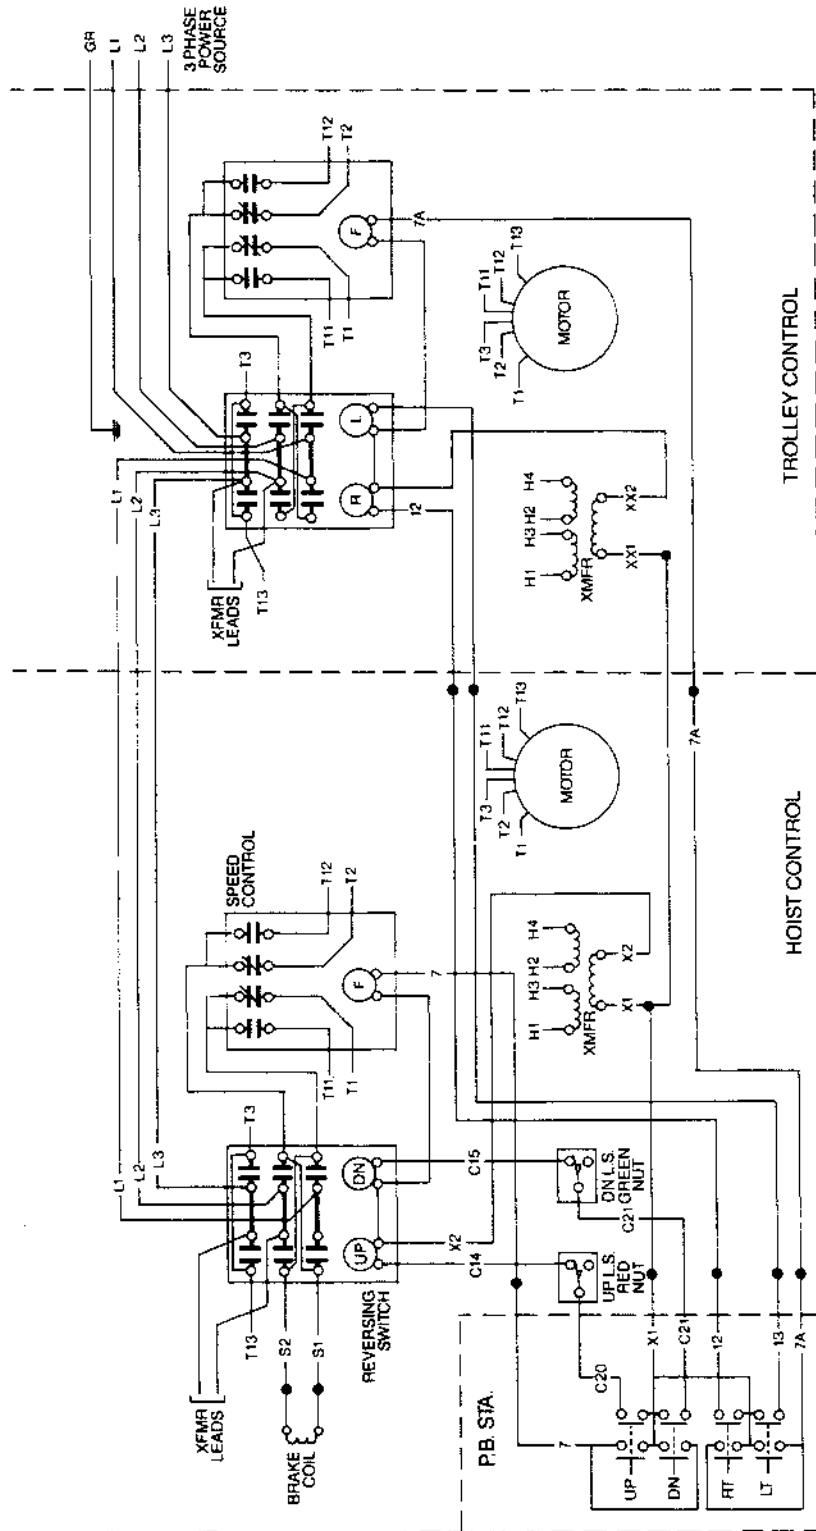 GR
L1
L2
L3
3 PHASE
POWER
SOURCE
L1
L2
L3
L1
L2
L3
XFMR
LEADS
T13
T3
S2
S1
BRAKE
COIL
REVERSING
SWITCH
UP
DN
SPEED
CONTROL
T12
T2
T11
T1
F
7
XFMR
LEADS
T13
T3
R
L
12
T12
T2
T11
T1
F
7A
X2
C14
C15
UP L.S.
RED
NUT
DN L.S.
GREEN
NUT
C21
H1
H3
H2
H4
XMFR
X1
X2
T1
T2
T3
T11
T12
T13
MOTOR
H1
H3
H2
H4
XMFR
XX1
XX2
T1
T2
T3
T11
T12
T13
MOTOR
7A
P.B. STA.
7
C20
X1
C21
12
13
7A
UP
DN
RT
LT
HOIST CONTROL
TROLLEY CONTROL